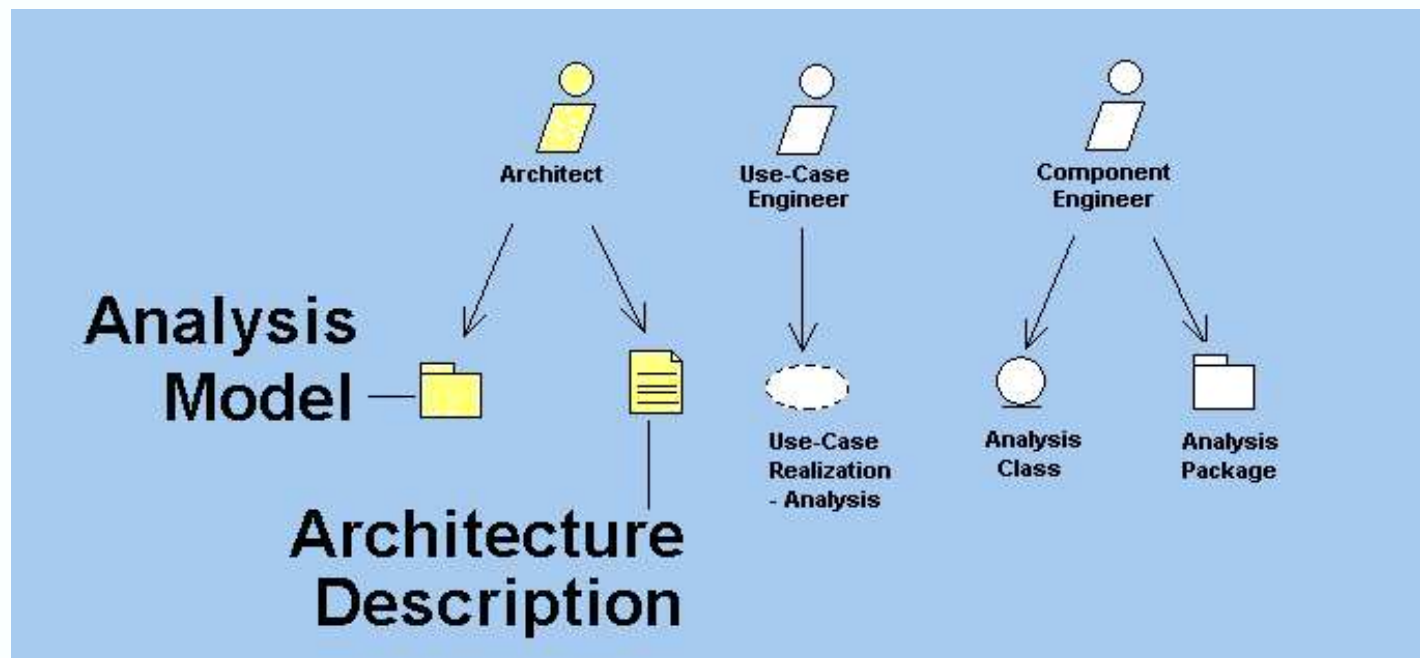 Architect
Use-Case
Engineer
Component
Engineer
Analysis
Model
Use-Case
Realization
- Analysis
Analysis
Class
Analysis
Package
Architecture
Description